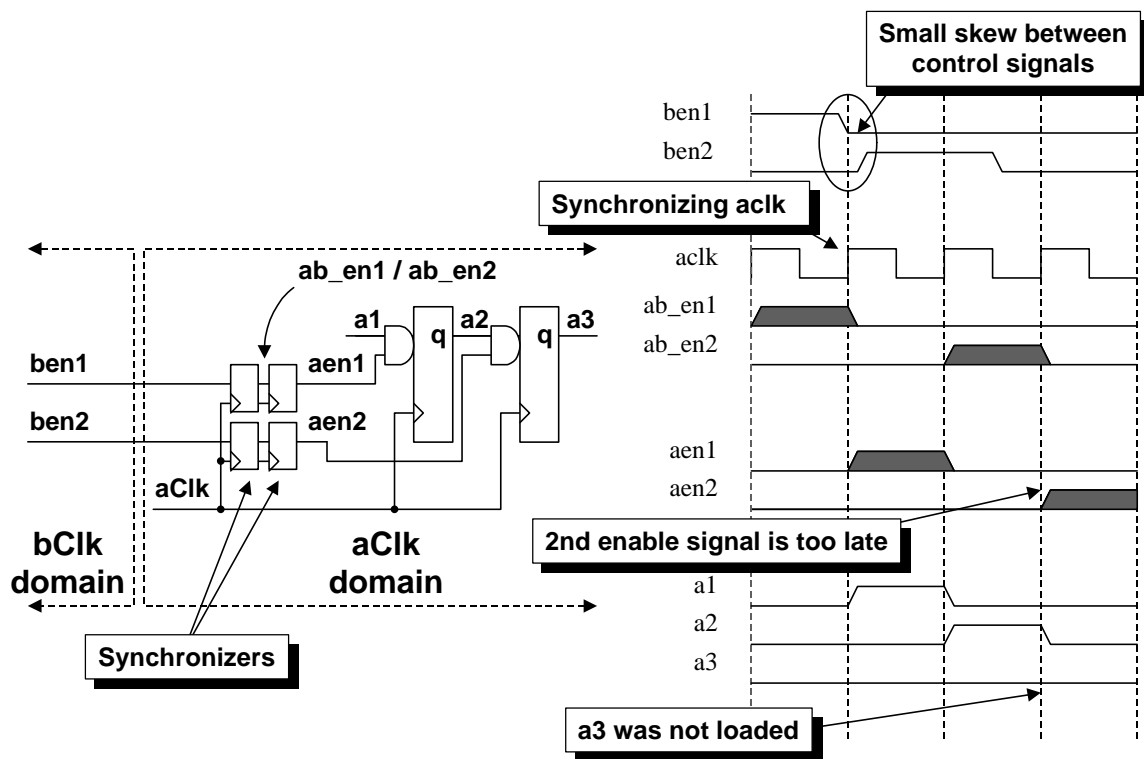 Small skew between
control signals
ben1
ben2
Synchronizing aclk
aclk
ab_en1
ab_en2
aen1
aen2
2nd enable signal is too late
a1
a2
a3
a3 was not loaded
ab_en1 / ab_en2
a1
q
a2
q
a3
ben1
aen1
ben2
aen2
aClk
bClk
domain
aClk
domain
Synchronizers